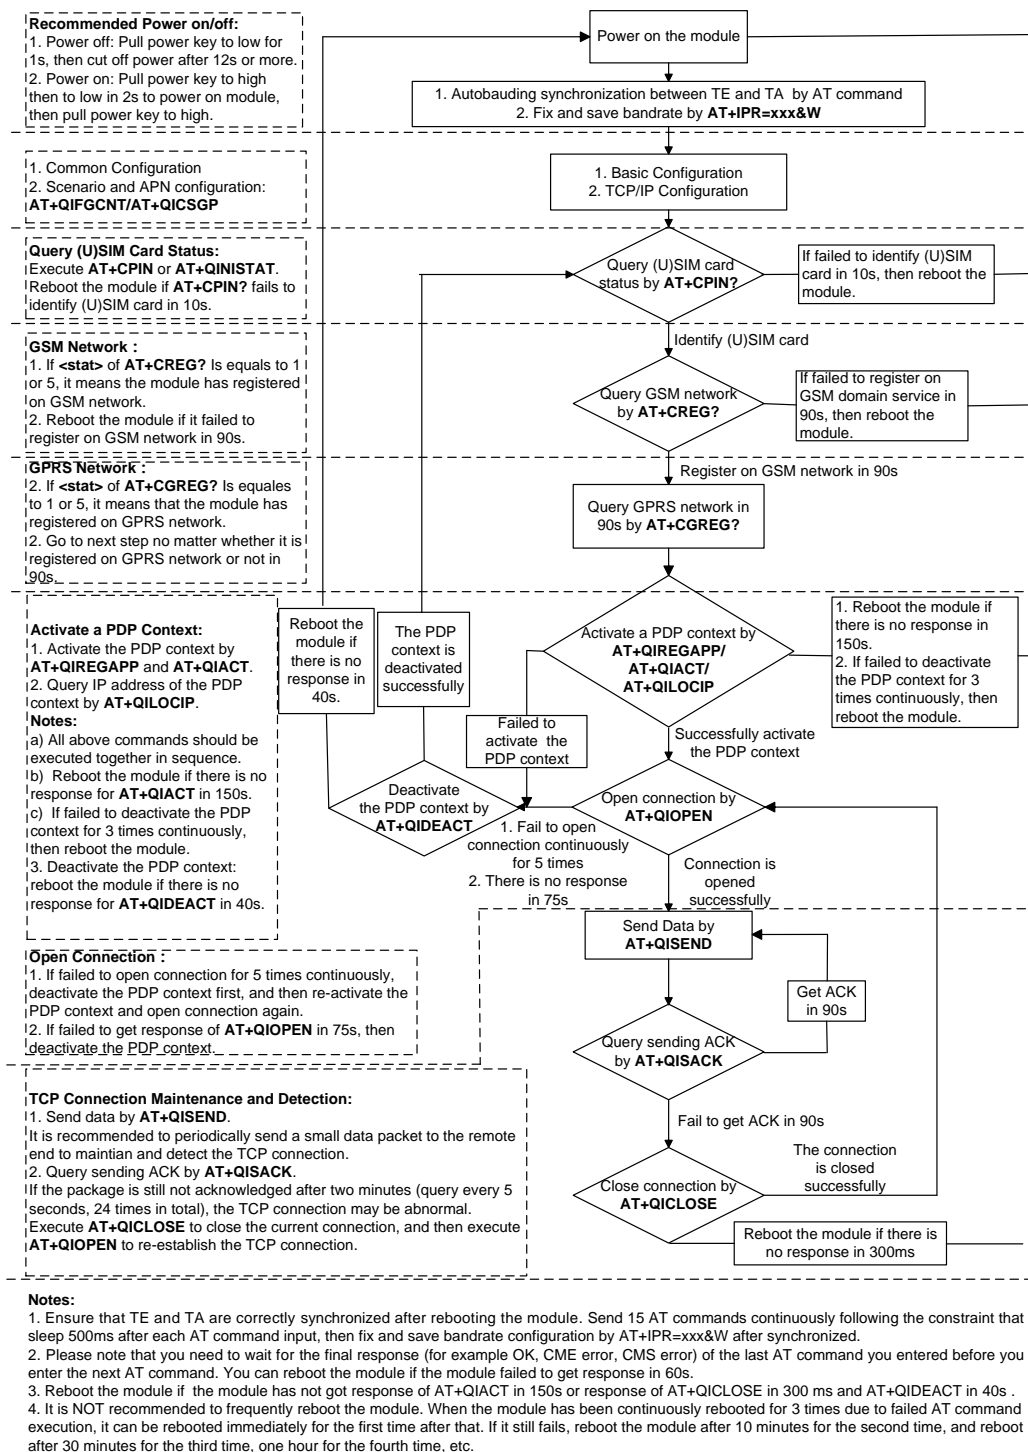 Recommended Power on/off:
1. Power off: Pull power key to low for
1s, then cut off power after 12s or more.
2. Power on: Pull power key to high
then to low in 2s to power on module,
then pull power key to high.
Power on the module
1. Autobauding synchronization between TE and TA by AT command
2. Fix and save bandrate by AT+IPR=xxx&W
1. Common Configuration
2. Scenario and APN configuration:
AT+QIFGCNT/AT+QICSGP
1. Basic Configuration
2. TCP/IP Configuration
Query (U)SIM Card Status:
Execute AT+CPIN or AT+QINISTAT.
Reboot the module if AT+CPIN? fails to
identify (U)SIM card in 10s.
Query (U)SIM card
status by AT+CPIN?
If failed to identify (U)SIM
card in 10s, then reboot the
module.
Identify (U)SIM card
GSM Network :
1. If <stat> of AT+CREG? Is equals to 1
or 5, it means the module has registered
on GSM network.
2. Reboot the module if it failed to
register on GSM network in 90s.
Query GSM network
by AT+CREG?
If failed to register on
GSM domain service in
90s, then reboot the
module.
Register on GSM network in 90s
GPRS Network :
2. If <stat> of AT+CGREG? Is equales
to 1 or 5, it means that the module has
registered on GPRS network.
2. Go to next step no matter whether it is
registered on GPRS network or not in
90s.
Query GPRS network in
90s by AT+CGREG?
Activate a PDP Context:
1. Activate the PDP context by
AT+QIREGAPP and AT+QIACT.
2. Query IP address of the PDP
context by AT+QILOCIP.
Notes:
a) All above commands should be
executed together in sequence.
b)  Reboot the module if there is no
response for AT+QIACT in 150s.
c)  If failed to deactivate the PDP
context for 3 times continuously,
then reboot the module.
3. Deactivate the PDP context:
reboot the module if there is no
response for AT+QIDEACT in 40s.
Reboot the
module if
there is no
response in
40s.
The PDP
context is
deactivated
successfully
Activate a PDP context by
AT+QIREGAPP/
AT+QIACT/
AT+QILOCIP
1. Reboot the module if
there is no response in
150s.
2. If failed to deactivate
the PDP context for 3
times continuously, then
reboot the module.
Failed to
activate  the
PDP context
Successfully activate
the PDP context
Deactivate
the PDP context by
AT+QIDEACT
Open connection by
AT+QIOPEN
1. Fail to open
connection continuously
for 5 times
2. There is no response
in 75s
Connection is
opened
successfully
Send Data by
AT+QISEND
Get ACK
in 90s
Open Connection :
1. If failed to open connection for 5 times continuously,
deactivate the PDP context first, and then re-activate the
PDP context and open connection again.
2. If failed to get response of AT+QIOPEN in 75s, then
deactivate the PDP context.
Query sending ACK
by AT+QISACK
Fail to get ACK in 90s
TCP Connection Maintenance and Detection:
1. Send data by AT+QISEND.
It is recommended to periodically send a small data packet to the remote
end to maintian and detect the TCP connection.
2. Query sending ACK by AT+QISACK.
If the package is still not acknowledged after two minutes (query every 5
seconds, 24 times in total), the TCP connection may be abnormal.
Execute AT+QICLOSE to close the current connection, and then execute
AT+QIOPEN to re-establish the TCP connection.
The connection
is closed
successfully
Close connection by
AT+QICLOSE
Reboot the module if there is
no response in 300ms
Notes:
1. Ensure that TE and TA are correctly synchronized after rebooting the module. Send 15 AT commands continuously following the constraint that
sleep 500ms after each AT command input, then fix and save bandrate configuration by AT+IPR=xxx&W after synchronized.
2. Please note that you need to wait for the final response (for example OK, CME error, CMS error) of the last AT command you entered before you
enter the next AT command. You can reboot the module if the module failed to get response in 60s.
3. Reboot the module if  the module has not got response of AT+QIACT in 150s or response of AT+QICLOSE in 300 ms and AT+QIDEACT in 40s .
4. It is NOT recommended to frequently reboot the module. When the module has been continuously rebooted for 3 times due to failed AT command
execution, it can be rebooted immediately for the first time after that. If it still fails, reboot the module after 10 minutes for the second time, and reboot
after 30 minutes for the third time, one hour for the fourth time, etc.